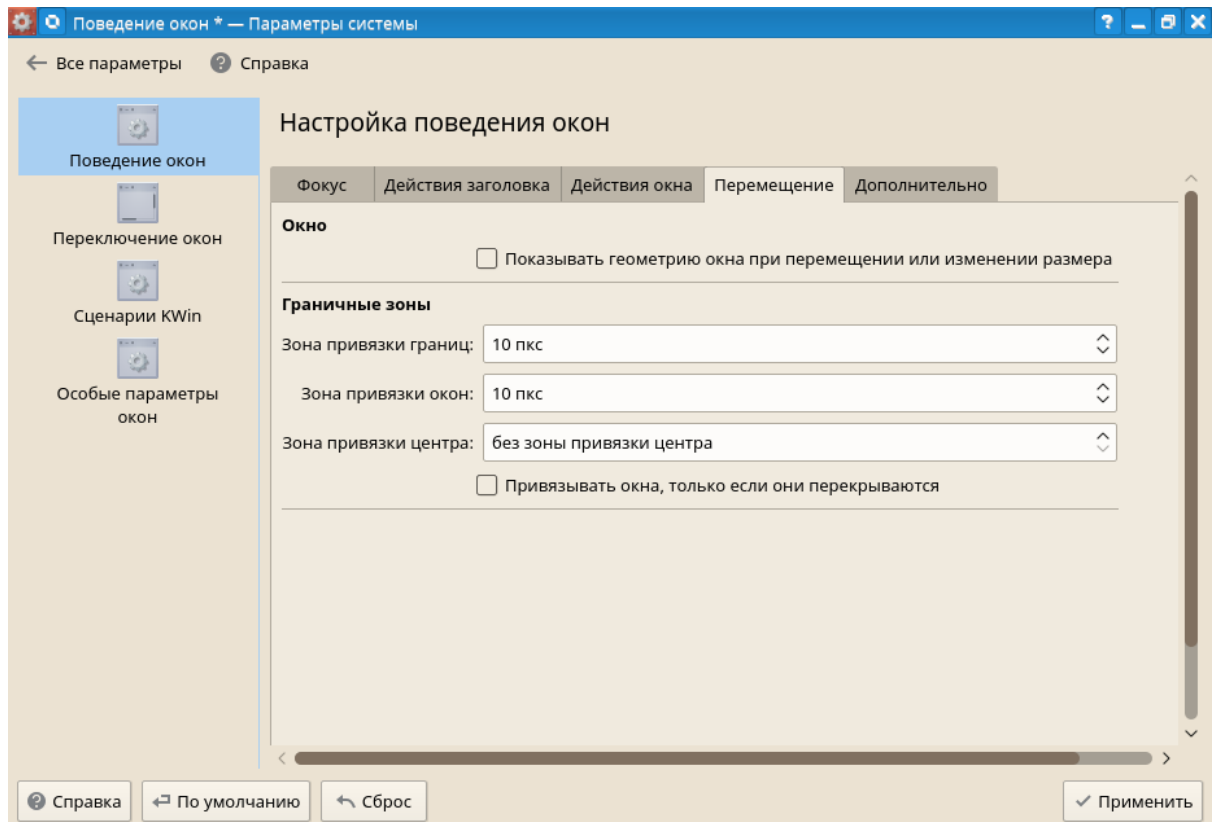 Поведение окон * — Параметры системы
Все параметры
Справка
Поведение окон
Переключение окон
Сценарии KWin
Особые параметры
окон
Настройка поведения окон
Фокус
Действия заголовка
Действия окна
Перемещение
Дополнительно
Окно
Показывать геометрию окна при перемещении или изменении размера
Граничные зоны
Зона привязки границ: 10 пкс
Зона привязки окон: 10 пкс
Зона привязки центра: без зоны привязки центра
Привязывать окна, только если они перекрываются
Справка
По умолчанию
Сброс
Применить